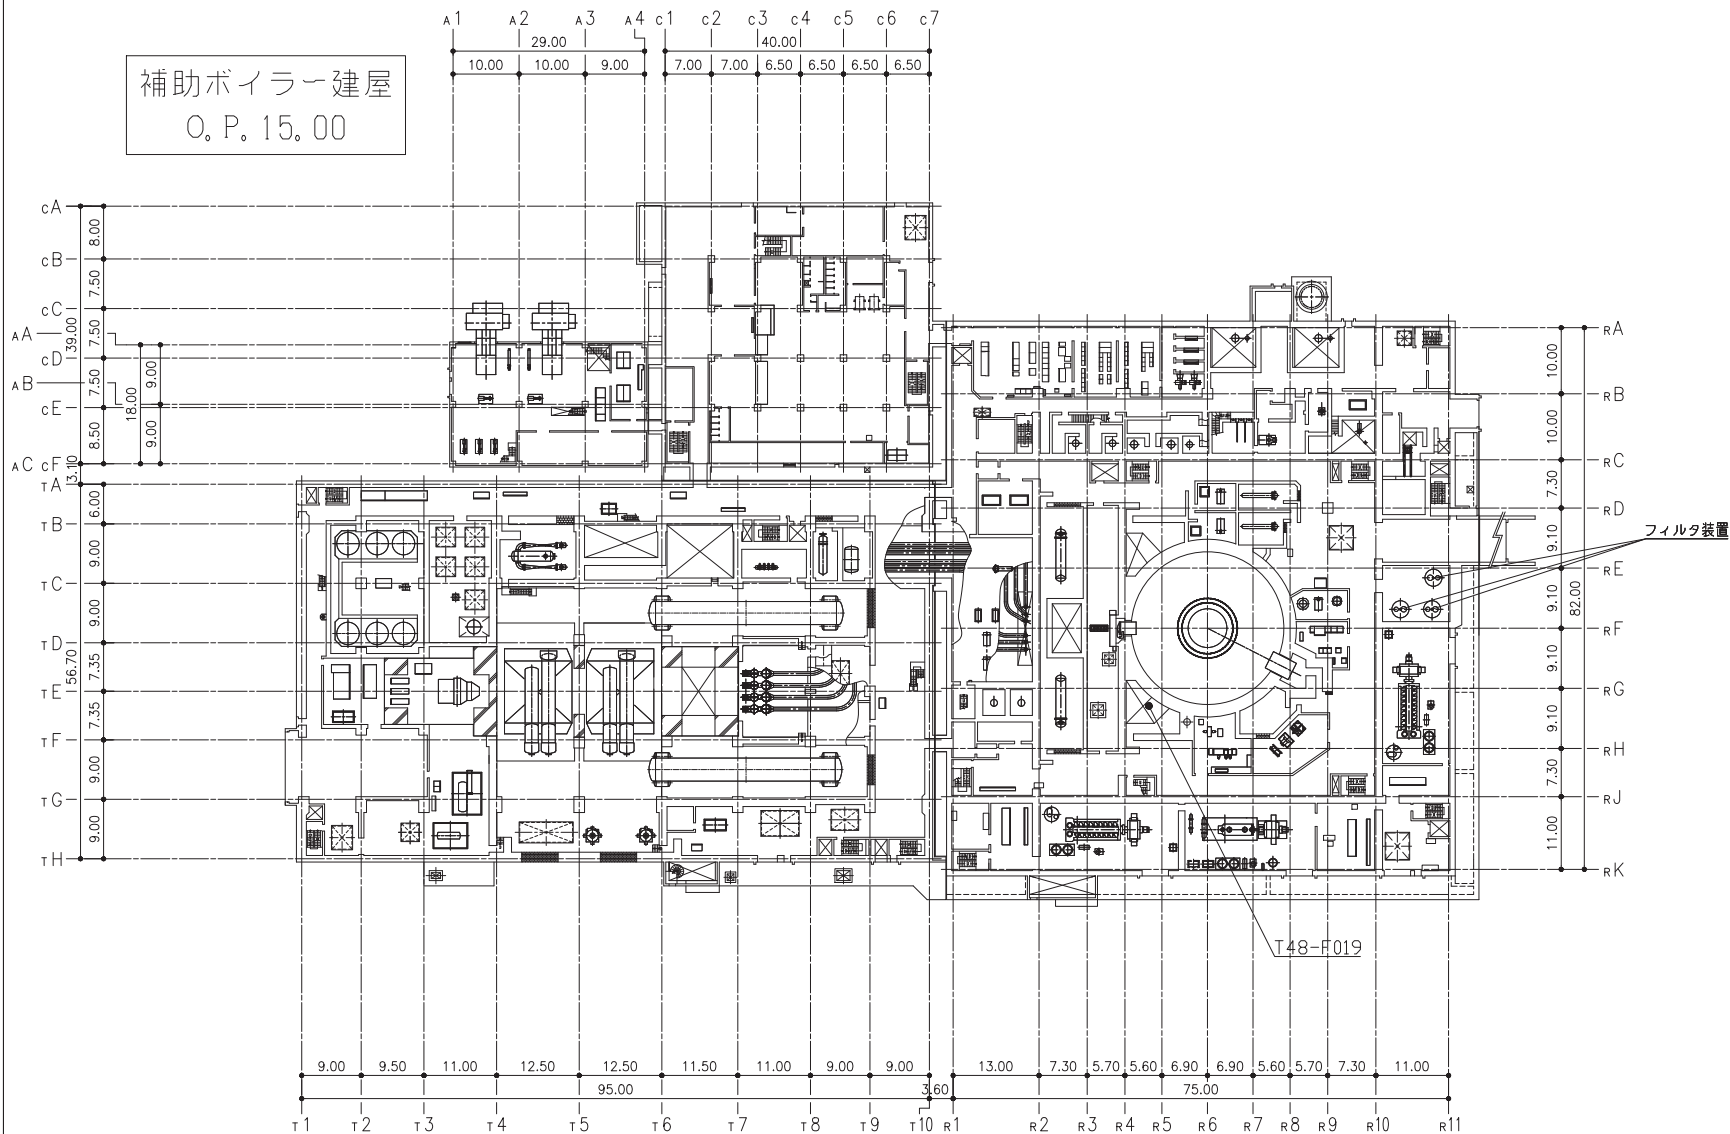 A1 A2 A3 A4 C1 C2 C3 C4 C5 C6 C7
29.00 40.00
10.00 10.00 9.00 7.00 7.00 6.50 6.50 6.50 6.50
補助ボイラー建屋
O.P.15.00
CA
8.00
CB
7.50
CC
AA 39.00 7.50
CD
AB 7.50 18.00 9.00
CE
8.50 9.00
AC CF
3.10
TA
6.00
TB
9.00
TC
9.00
TD
56.70 7.35
TE
7.35
TF
9.00
TG
9.00
TH
RA
10.00
RB
10.00
RC
7.30
RD
9.10
フィルタ装置
RE
9.10 82.00
RF
9.10
RG
9.10
RH
7.30
RJ
11.00
RK
T48-F019
9.00 9.50 11.00 12.50 12.50 11.50 11.00 9.00 9.00 13.00 7.30 5.70 5.60 6.90 6.90 5.60 5.70 7.30 11.00
95.00 3.60 75.00
T1 T2 T3 T4 T5 T6 T7 T8 T9 T10 R1 R2 R3 R4 R5 R6 R7 R8 R9 R10 R11